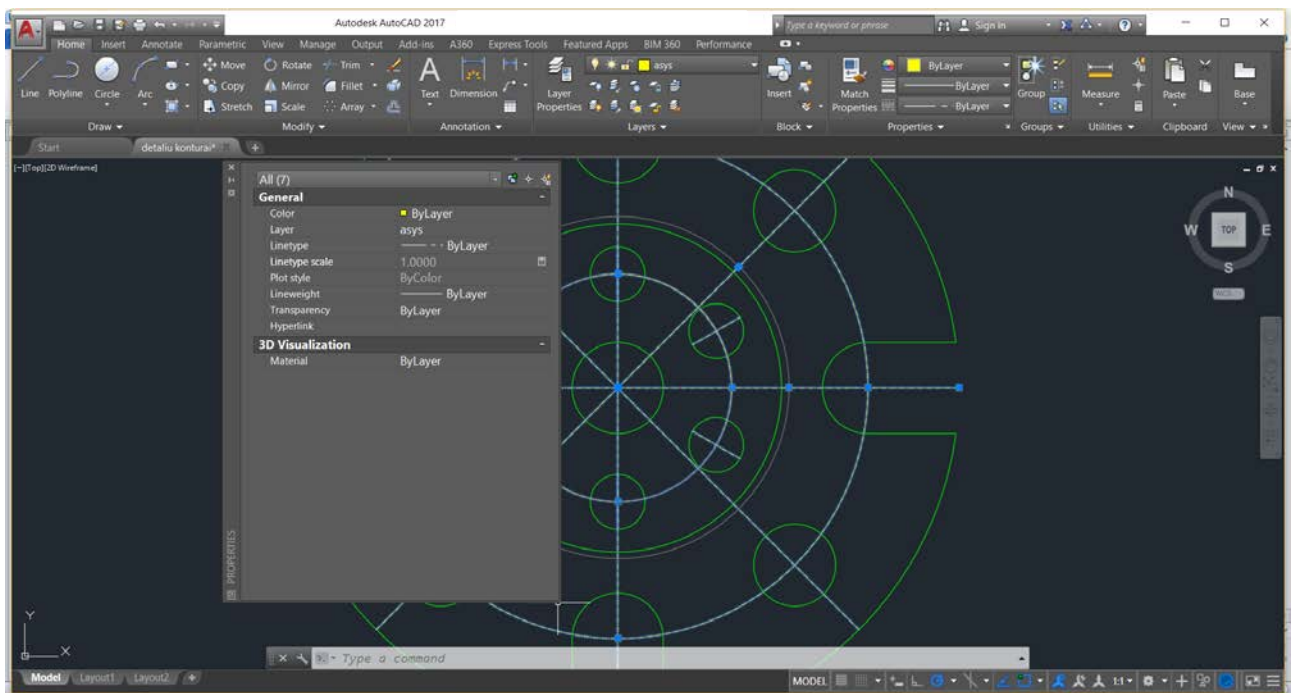 Autodesk AutoCAD 2017
Type a keyword or phrase
Sign In
Home Insert Annotate Parametric View Manage Output Add-ins A360 Express Tools Featured Apps BIM 360 Performance
Line Polyline Circle Arc
Move Rotate Trim
Copy Mirror Fillet
Stretch Scale Array
Text Dimension
Layer Properties
asys
Insert
Match Properties
ByLayer
ByLayer
ByLayer
Group
Measure
Paste
Base
Draw Modify Annotation Layers Block Properties Groups Utilities Clipboard View
Start detaliu konturai*
[−][Top][2D Wireframe]
All (7)
General
Color ByLayer
Layer asys
Linetype ByLayer
Linetype scale 1.0000
Plot style ByColor
Lineweight ByLayer
Transparency ByLayer
Hyperlink
3D Visualization
Material ByLayer
PROPERTIES
N
W TOP E
S
WCS
Y
X
Type a command
Model Layout1 Layout2
MODEL
1:1